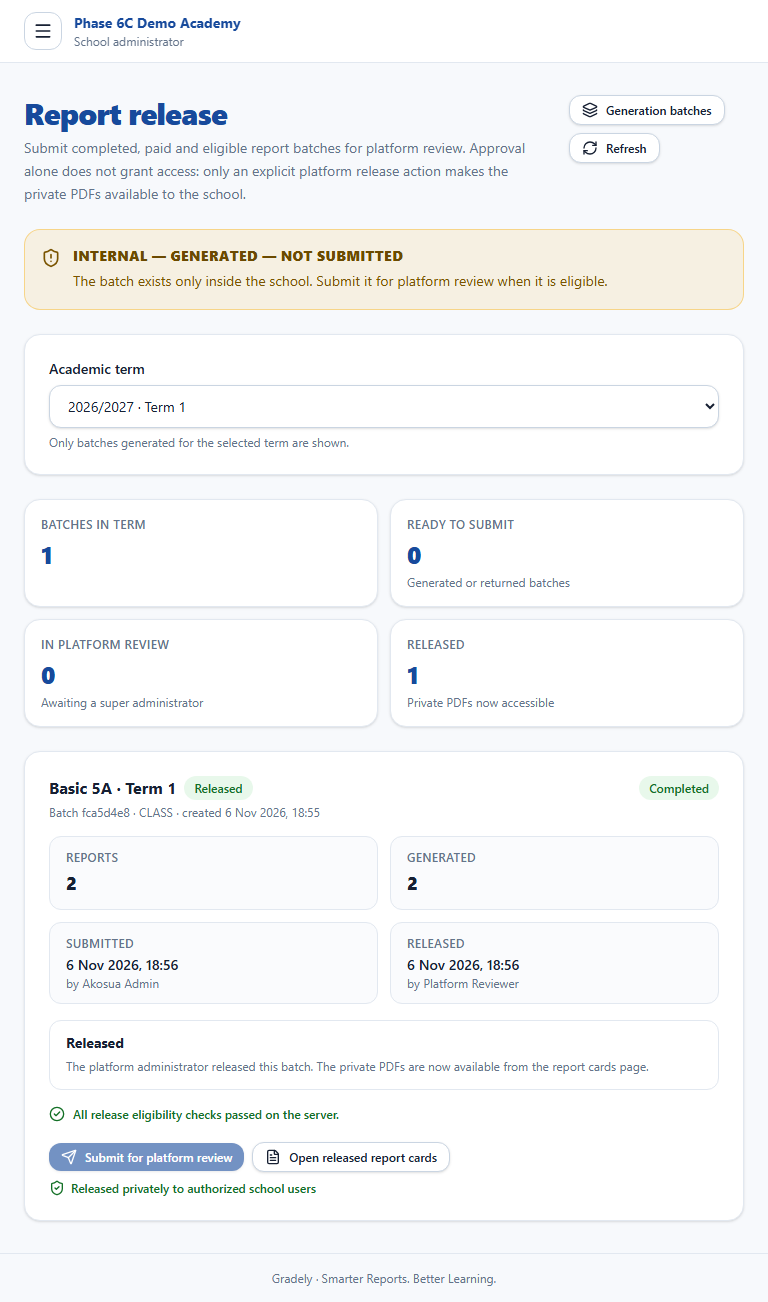 Phase 6C Demo Academy
School administrator
Report release
Submit completed, paid and eligible report batches for platform review. Approval
alone does not grant access: only an explicit platform release action makes the
private PDFs available to the school.
Generation batches
Refresh
INTERNAL — GENERATED — NOT SUBMITTED
The batch exists only inside the school. Submit it for platform review when it is eligible.
Academic term
2026/2027 · Term 1
Only batches generated for the selected term are shown.
BATCHES IN TERM
1
READY TO SUBMIT
0
Generated or returned batches
IN PLATFORM REVIEW
0
Awaiting a super administrator
RELEASED
1
Private PDFs now accessible
Basic 5A · Term 1
Released
Completed
Batch fca5d4e8 · CLASS · created 6 Nov 2026, 18:55
REPORTS
2
GENERATED
2
SUBMITTED
6 Nov 2026, 18:56
by Akosua Admin
RELEASED
6 Nov 2026, 18:56
by Platform Reviewer
Released
The platform administrator released this batch. The private PDFs are now available from the report cards page.
All release eligibility checks passed on the server.
Submit for platform review
Open released report cards
Released privately to authorized school users
Gradely · Smarter Reports. Better Learning.